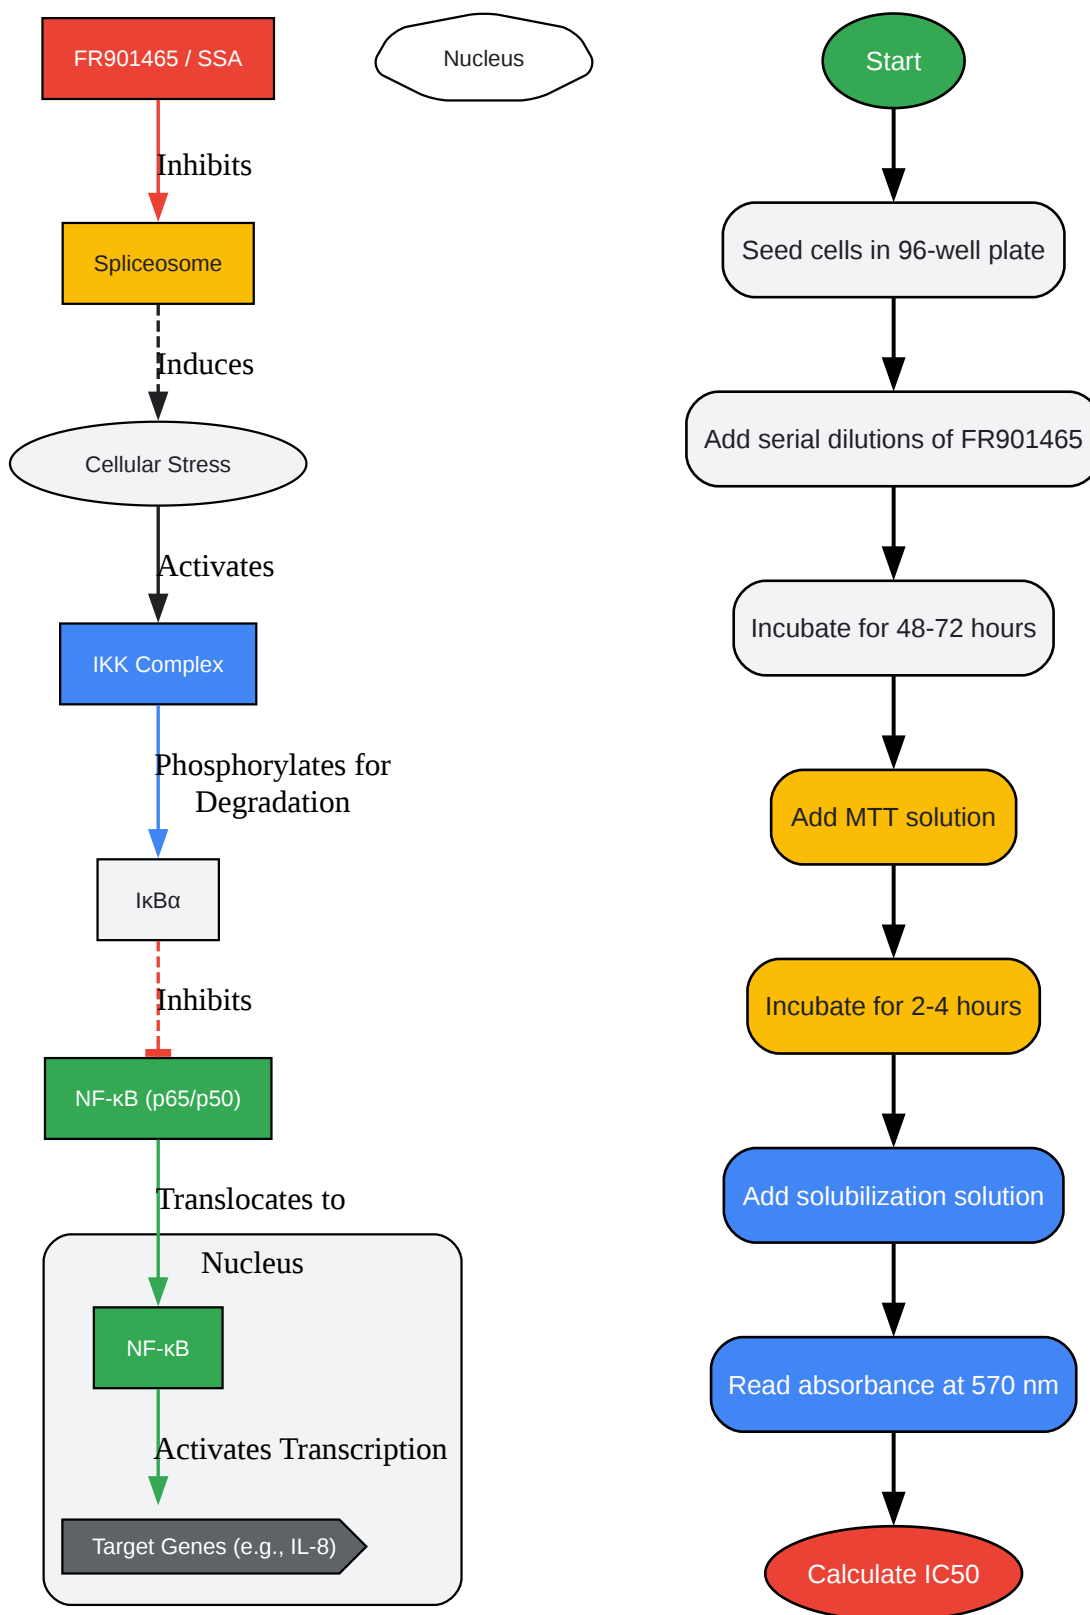 FR901465 / SSA
Nucleus
Inhibits
Spliceosome
Induces
Cellular Stress
Activates
IKK Complex
Phosphorylates for
Degradation
IκBα
Inhibits
NF-κB (p65/p50)
Translocates to
Nucleus
NF-κB
Activates Transcription
Target Genes (e.g., IL-8)
Start
Seed cells in 96-well plate
Add serial dilutions of FR901465
Incubate for 48-72 hours
Add MTT solution
Incubate for 2-4 hours
Add solubilization solution
Read absorbance at 570 nm
Calculate IC50